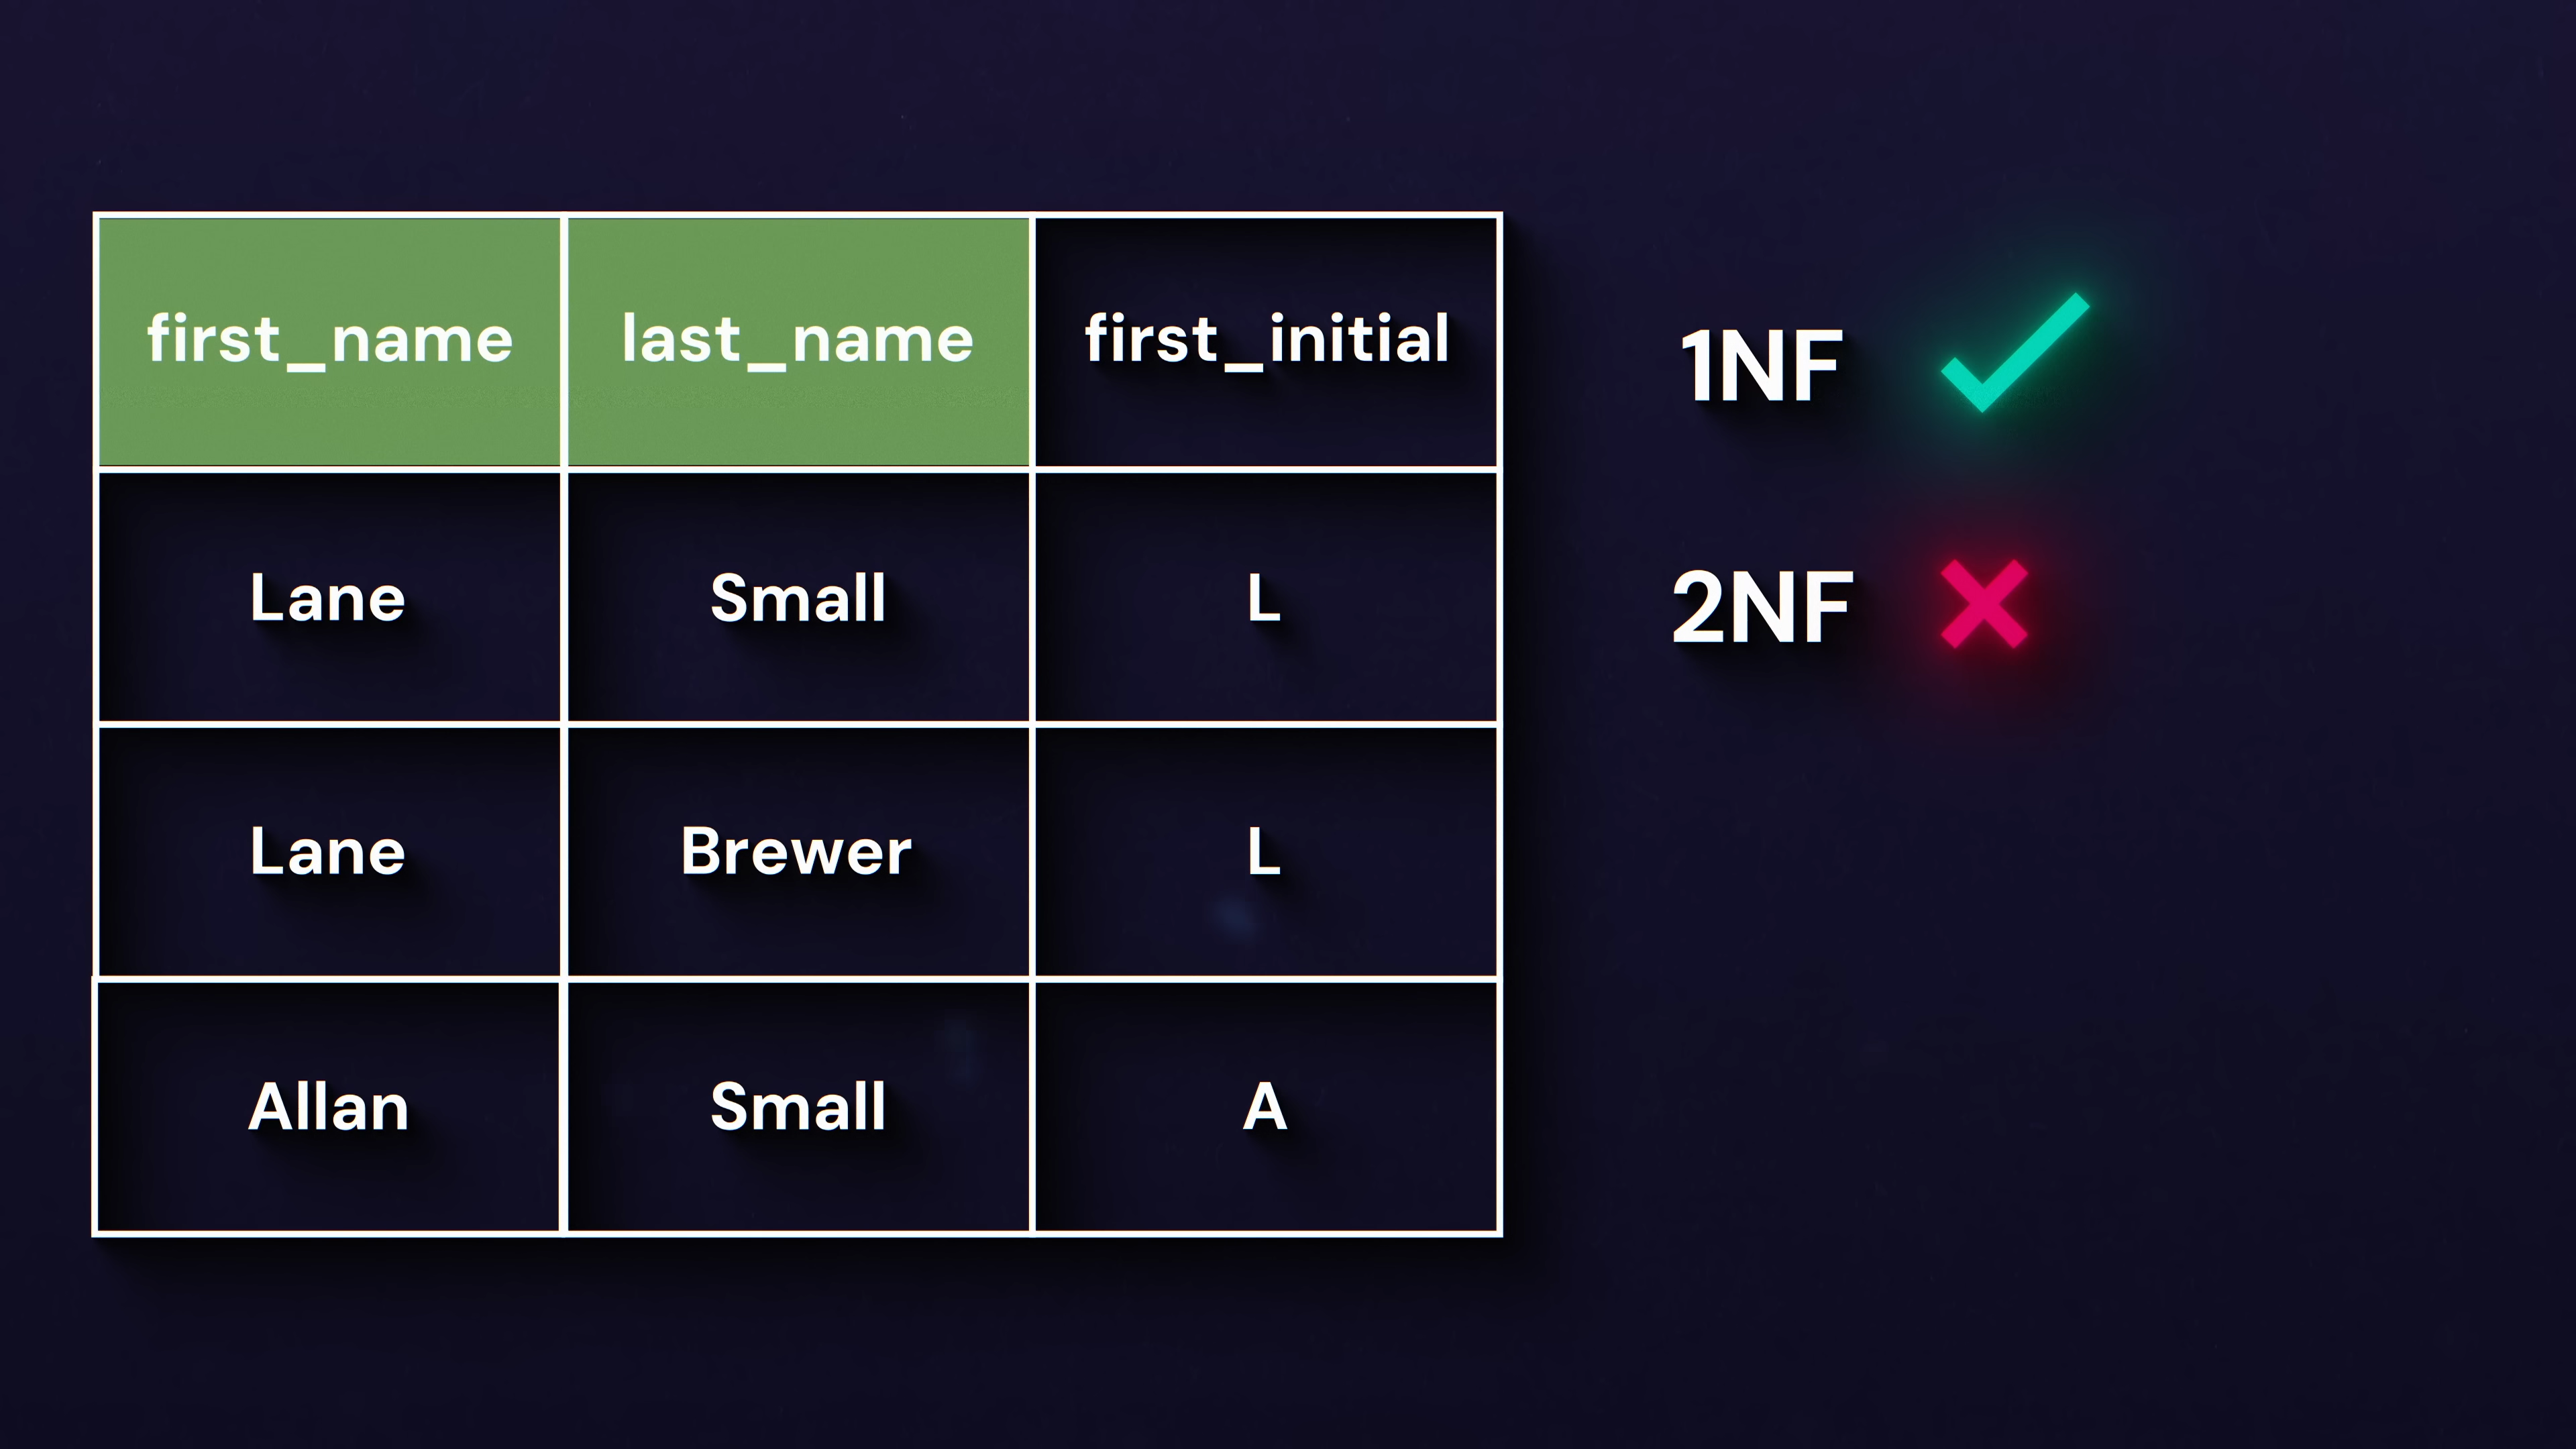 first_name last_name first_initial
Lane Small L
Lane Brewer L
Allan Small A
1NF
2NF